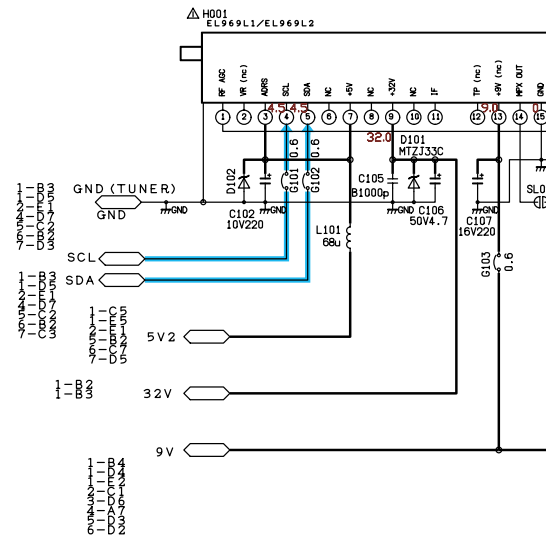 ⚠ H001
EL969L1/EL969L2
RF AGC
VR (nc)
ADRS
SCL
SDA
NC
+5V
NC
+32V
NC
IF
TP (nc)
+9V (nc)
MPX OUT
GND
4.5 4.5
9.0
0
1 2 3 4 5 6 7 8 9 10 11 12 13 14 15
32.0
D101
MTZJ33C
D102
G101
0.6
G102
0.6
C105
B1000p
GND
GND
GND
C102
10V220
C106
50V4.7
C107
16V220
SL0
L101
68u
G103
0.6
1-B3
1-D5
2-E1
4-D7
5-C2
6-B2
7-D3
GND (TUNER)
GND
SCL
SDA
1-B3
1-D5
2-E1
4-D7
5-C2
6-B2
7-C3
1-C5
1-E5
2-E1
5-B2
6-C7
7-D5
5V2
1-B2
1-B3
32V
9V
1-B4
1-D4
1-E2
2-C1
3-D6
4-A7
5-D3
6-D2